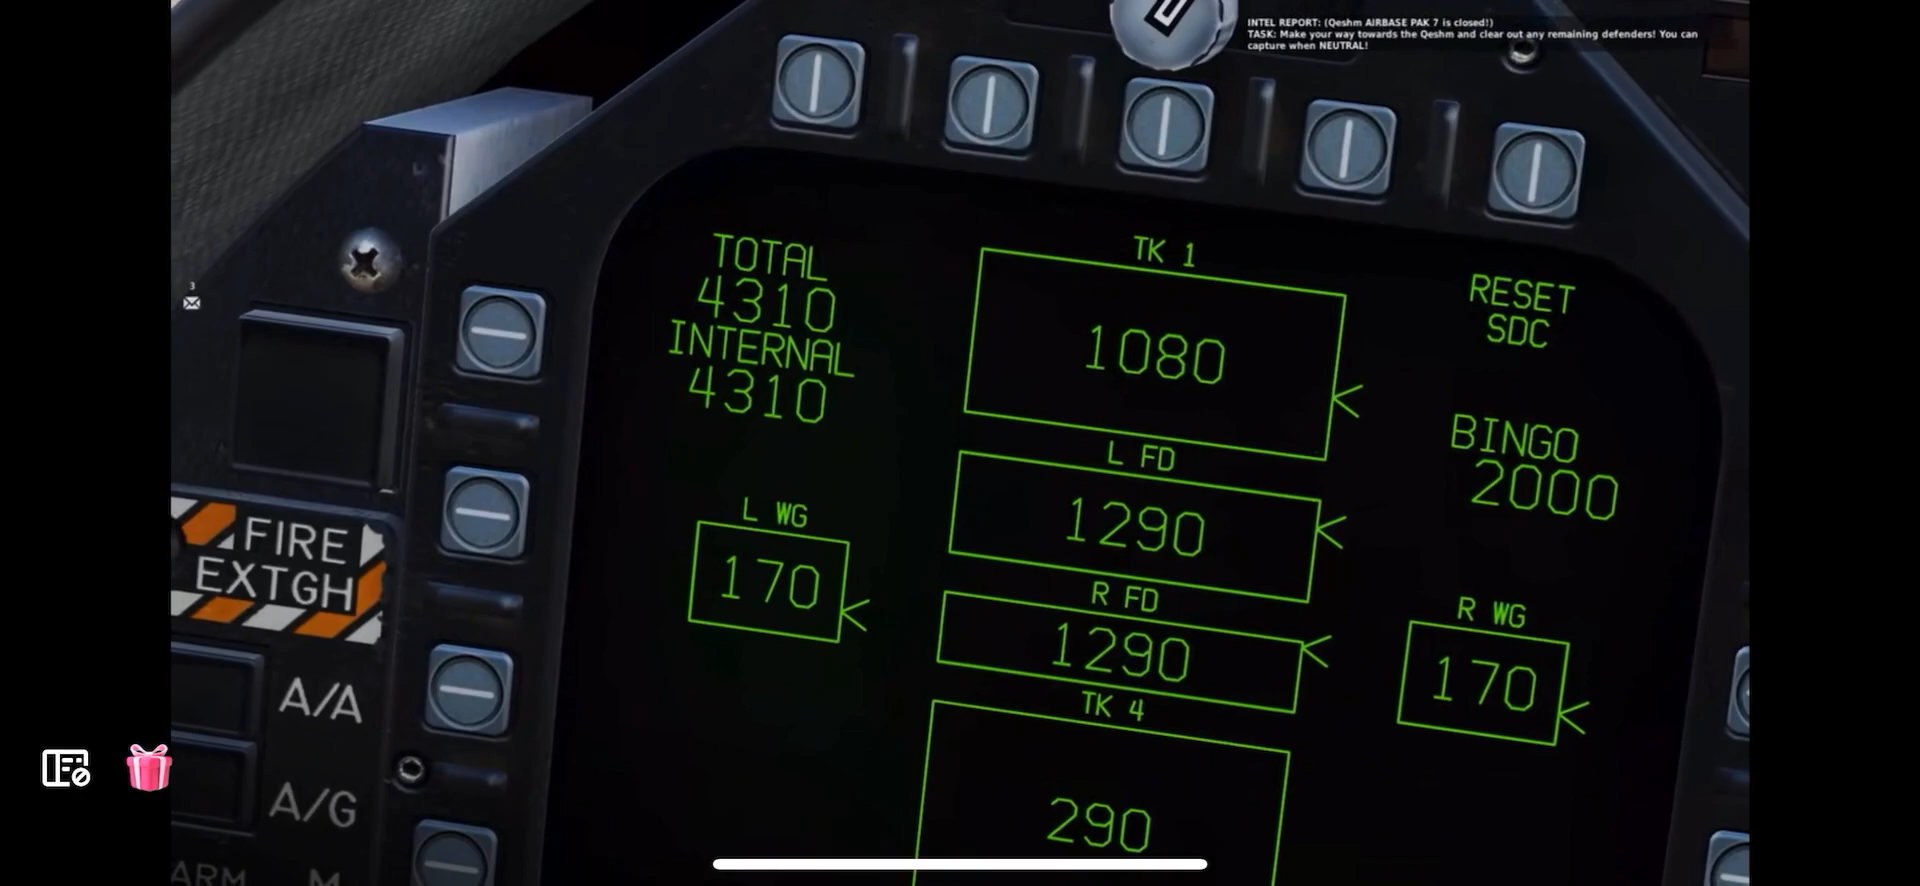 INTEL REPORT: (Qeshm AIRBASE PAK 7 is closed!)
TASK: Make your way towards the Qeshm and clear out any remaining defenders! You can
capture when NEUTRAL!
TOTAL
4310
INTERNAL
4310
TK 1
1080
RESET
SDC
BINGO
2000
L FD
1290
L WG
170
R FD
1290
R WG
170
TK 4
290
3
FIRE
EXTGH
A/A
A/G
ARM
M